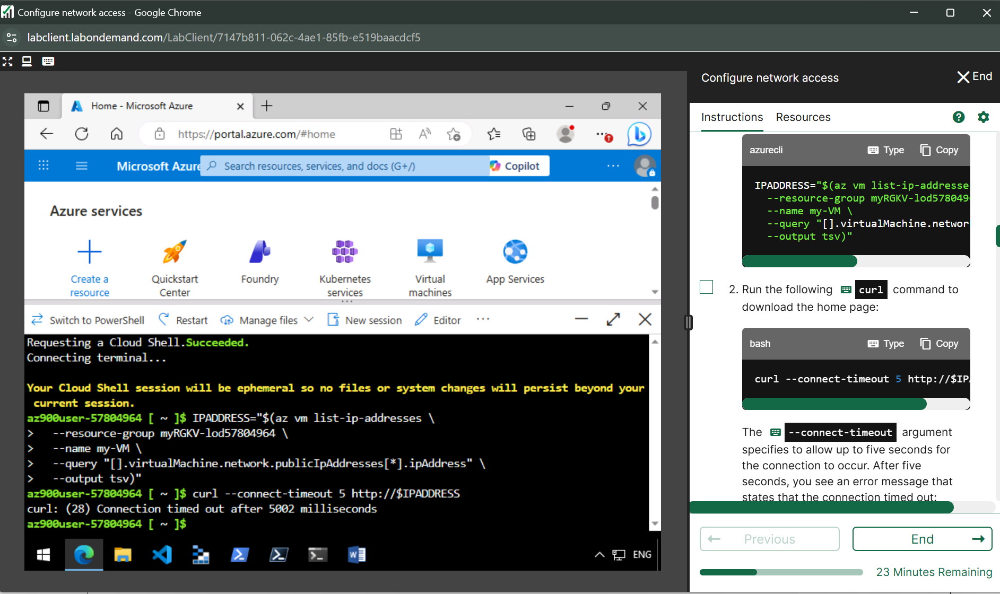 Configure network access - Google Chrome
labclient.labondemand.com/LabClient/7147b811-062c-4ae1-85fb-e519baacdcf5
Home - Microsoft Azure
https://portal.azure.com/#home
Microsoft Azure
Search resources, services, and docs (G+/)
Copilot
Azure services
Create a resource
Quickstart Center
Foundry
Kubernetes services
Virtual machines
App Services
Switch to PowerShell
Restart
Manage files
New session
Editor
Requesting a Cloud Shell.Succeeded.
Connecting terminal...
Your Cloud Shell session will be ephemeral so no files or system changes will persist beyond your
current session.
az900user-57804964 [ ~ ]$ IPADDRESS="$(az vm list-ip-addresses \
>   --resource-group myRGKV-lod57804964 \
>   --name my-VM \
>   --query "[].virtualMachine.network.publicIpAddresses[*].ipAddress" \
>   --output tsv)"
az900user-57804964 [ ~ ]$ curl --connect-timeout 5 http://$IPADDRESS
curl: (28) Connection timed out after 5002 milliseconds
az900user-57804964 [ ~ ]$
ENG
Configure network access
End
Instructions
Resources
azurecli
Type
Copy
IPADDRESS="$(az vm list-ip-addresse
--resource-group myRGKV-lod5780496
--name my-VM \
--query "[].virtualMachine.networ
--output tsv)"
2. Run the following curl command to
download the home page:
bash
Type
Copy
curl --connect-timeout 5 http://$IPA
The --connect-timeout argument
specifies to allow up to five seconds for
the connection to occur. After five
seconds, you see an error message that
states that the connection timed out:
Previous
End
23 Minutes Remaining